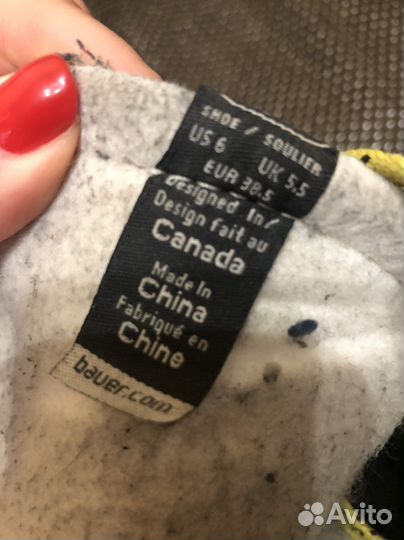 SHOE / SOULIER
US 6 UK 5.5
EUR 38.5
Designed In/
Design fait au
Canada
Made In
China
Fabriqué en
Chine
bauer.com
Avito